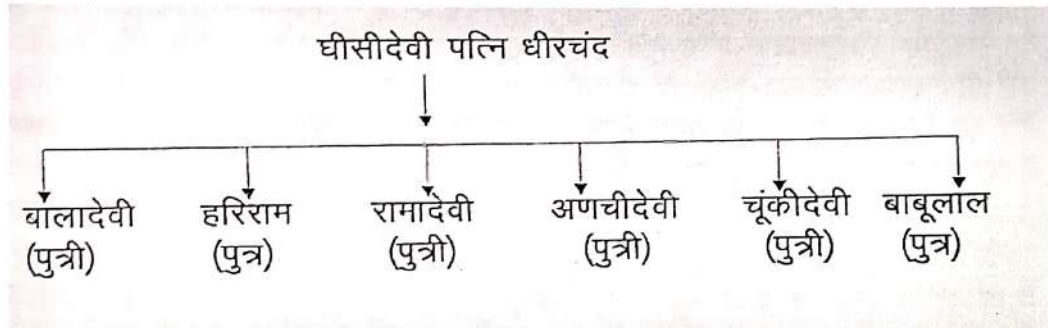 घीसीदेवी पत्नि धीरचंद
बालादेवी हरिराम रामादेवी अणचीदेवी चूंकीदेवी बाबूलाल
(पुत्री) (पुत्र) (पुत्री) (पुत्री) (पुत्री) (पुत्र)